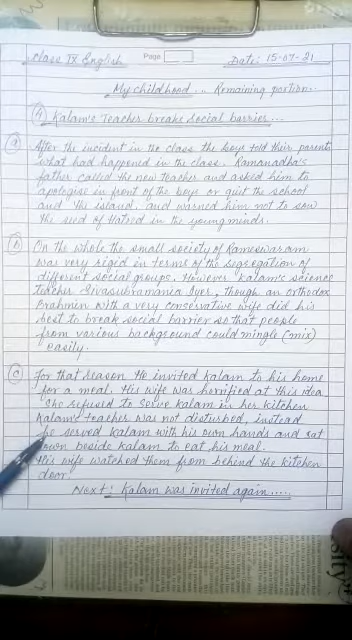 Class IX English Page Date: 15-07-21
My childhood... Remaining portion...
④ Kalam's Teacher breaks social barrier...
ⓐ After the incident in the class the boys told their parents
what had happened in the class. Ramanadha's
father called the new teacher and asked him to
apologise in front of the boys or quit the school
and the island. and warned him not to sow
the seed of Hatred in the young minds.
ⓑ On the whole the small society of Rameswaram
was very rigid in terms of the segregation of
different social groups. However kalam's science
teacher Sivasubramania Iyer, though an orthodox
Brahmin with a very conservative wife did his
best to break social barrier so that people
from various background could mingle (mix)
easily.
ⓒ for that reason He invited kalam to his home
for a meal. His wife was horrified at this idea
She refused to serve kalam in her kitchen
Kalam's teacher was not disturbed, instead
he served kalam with his own hands and sat
down beside kalam to eat his meal.
His wife watched them from behind the kitchen
door.
Next: Kalam was invited again.....